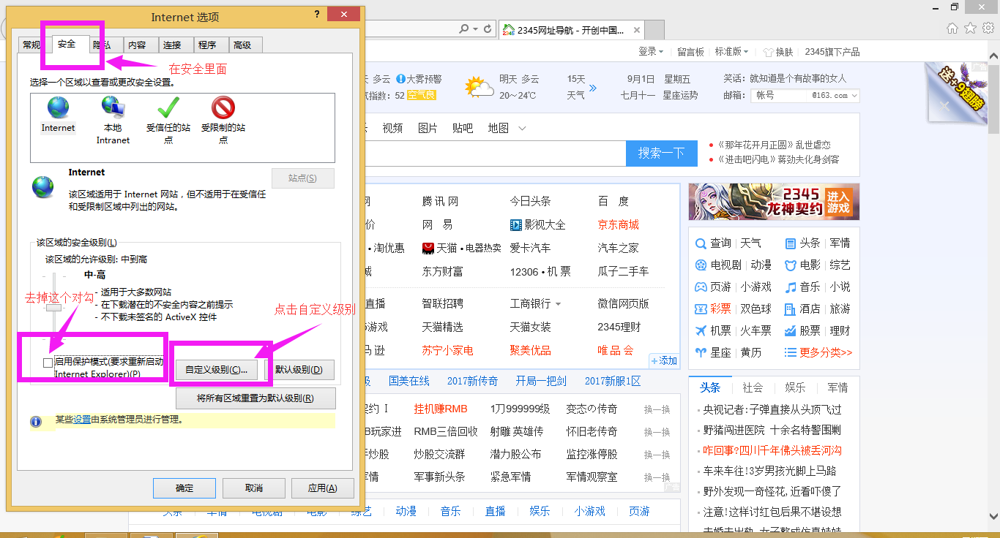 Internet 选项
?
常规
安全
隐私
内容
连接
程序
高级
在安全里面
选择一个区域以查看或更改安全设置。
Internet
本地
Intranet
受信任的站
点
受限制的站
点
Internet
站点(S)
该区域适用于 Internet 网站，但不适用于在受信任
和受限制区域中列出的网站。
该区域的安全级别(L)
该区域的允许级别: 中到高
中-高
- 适用于大多数网站
- 在下载潜在的不安全内容之前提示
- 不下载未签名的 ActiveX 控件
去掉这个对勾
点击自定义级别
启用保护模式(要求重新启动
Internet Explorer)(P)
自定义级别(C)...
默认级别(D)
将所有区域重置为默认级别(R)
某些设置由系统管理员进行管理。
确定
取消
应用(A)
2345网址导航 - 开创中国...
登录
留言板
标准版
换肤
2345旗下产品
天 多云
大雾预警
气指数: 52 空气良
明天 多云
20～24℃
15天
天气
9月1日 星期五
七月十一 星座运势
笑话: 就知道是个有故事的女人
邮箱: 帐号 @163.com
广告
送+9翅膀
视频
图片
贴吧
地图
搜索一下
《那年花开月正圆》乱世虐恋
《进击吧闪电》蒋劲夫化身剑客
网
腾 讯 网
今日头条
百 度
价
网 易
影视大全
京东商城
• 淘优惠
天猫 • 电器热卖
爱卡汽车
汽车之家
城
东方财富
12306 • 机 票
瓜子二手车
直播
智联招聘
工商银行
微信网页版
游戏
天猫精选
天猫女装
2345理财
马 逊
苏宁小家电
聚美优品
唯 品 会
+添加
级
国美在线
2017新传奇
开局一把剑
2017新服1区
契约 Ⅰ
挂机赚RMB
1刀999999级
变态の传奇
换一换
B玩家进
RMB三倍回收
射雕 英雄传
怀旧老传奇
换一换
手炒股
炒股交流群
潜力股公布
监控涨停股
换一换
情
军事新头条
紧急军情
军情观察室
换一换
广告
头条
军情
电视剧
电影
综艺
动漫
音乐
直播
娱乐
小游戏
页游
2345
龙神契约
进入
游戏
查询
天气
头条
军情
电视剧
动漫
电影
综艺
页游
小游戏
音乐
小说
彩票
双色球
酒店
旅游
机票
火车票
股票
理财
星座
黄历
更多分类>>
头条
社会
娱乐
军情
央视记者:子弹直接从头顶飞过
野猪闯进医院 十余名特警围剿
咋回事?四川千年佛头被丢河沟
车来车往!3岁男孩光脚上马路
野外发现一奇怪花,近看吓傻了
注意!这样讨红包后果不堪设想